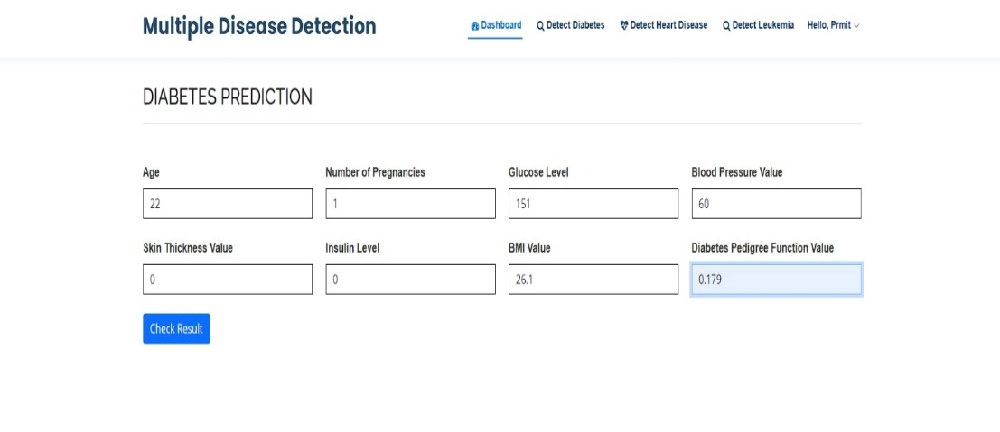 Multiple Disease Detection
Dashboard Detect Diabetes Detect Heart Disease Detect Leukemia Hello, Prmit
DIABETES PREDICTION
Age Number of Pregnancies Glucose Level Blood Pressure Value
22 1 151 60
Skin Thickness Value Insulin Level BMI Value Diabetes Pedigree Function Value
0 0 26.1 0.179
Check Result